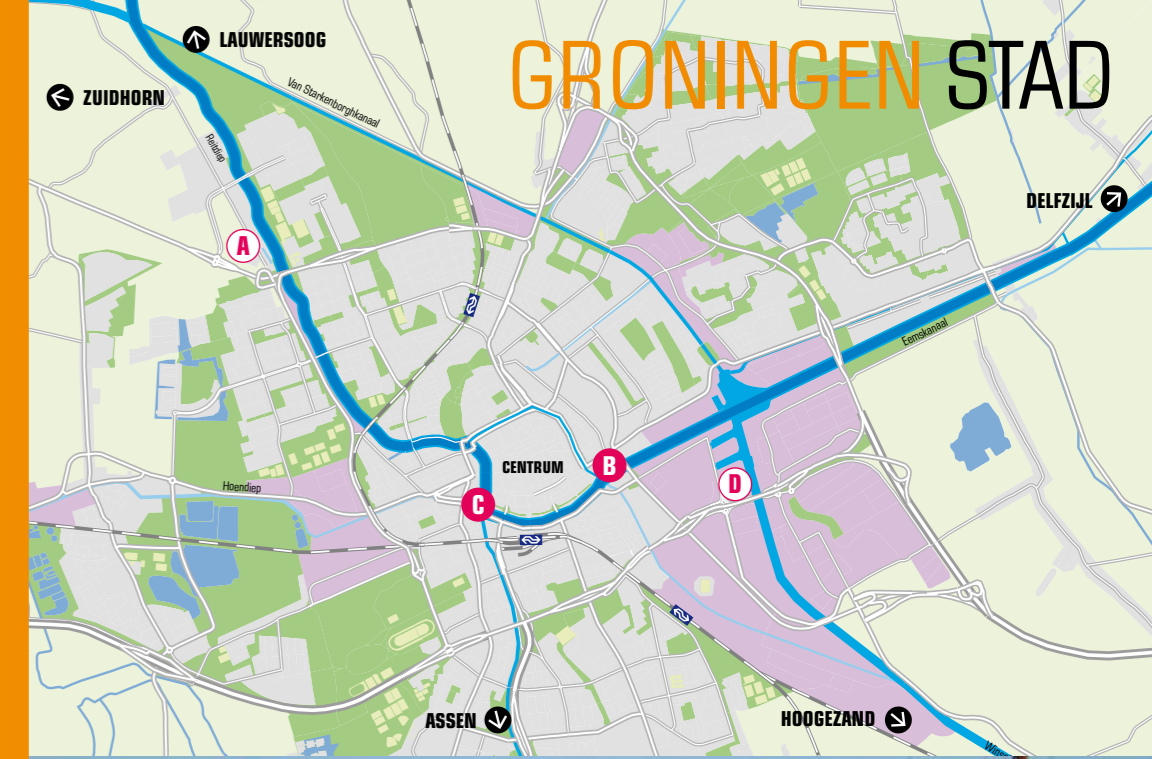 GRONINGEN STAD
LAUWERSOOG
ZUIDHORN
Van Starkenborghkanaal
Reitdiep
DELFZIJL
A
Eemskanaal
CENTRUM
B
Hoendiep
D
C
ASSEN
HOOGEZAND